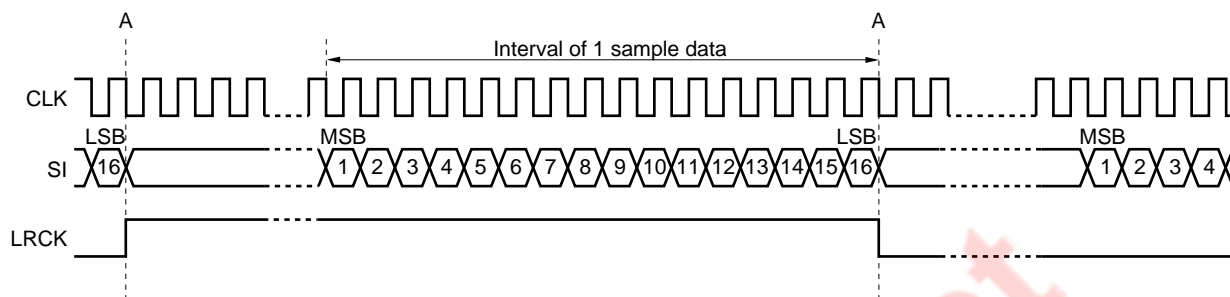 A A
Interval of 1 sample data
CLK
LSB MSB LSB MSB
SI 16 1 2 3 4 5 6 7 8 9 10 11 12 13 14 15 16 1 2 3 4
LRCK